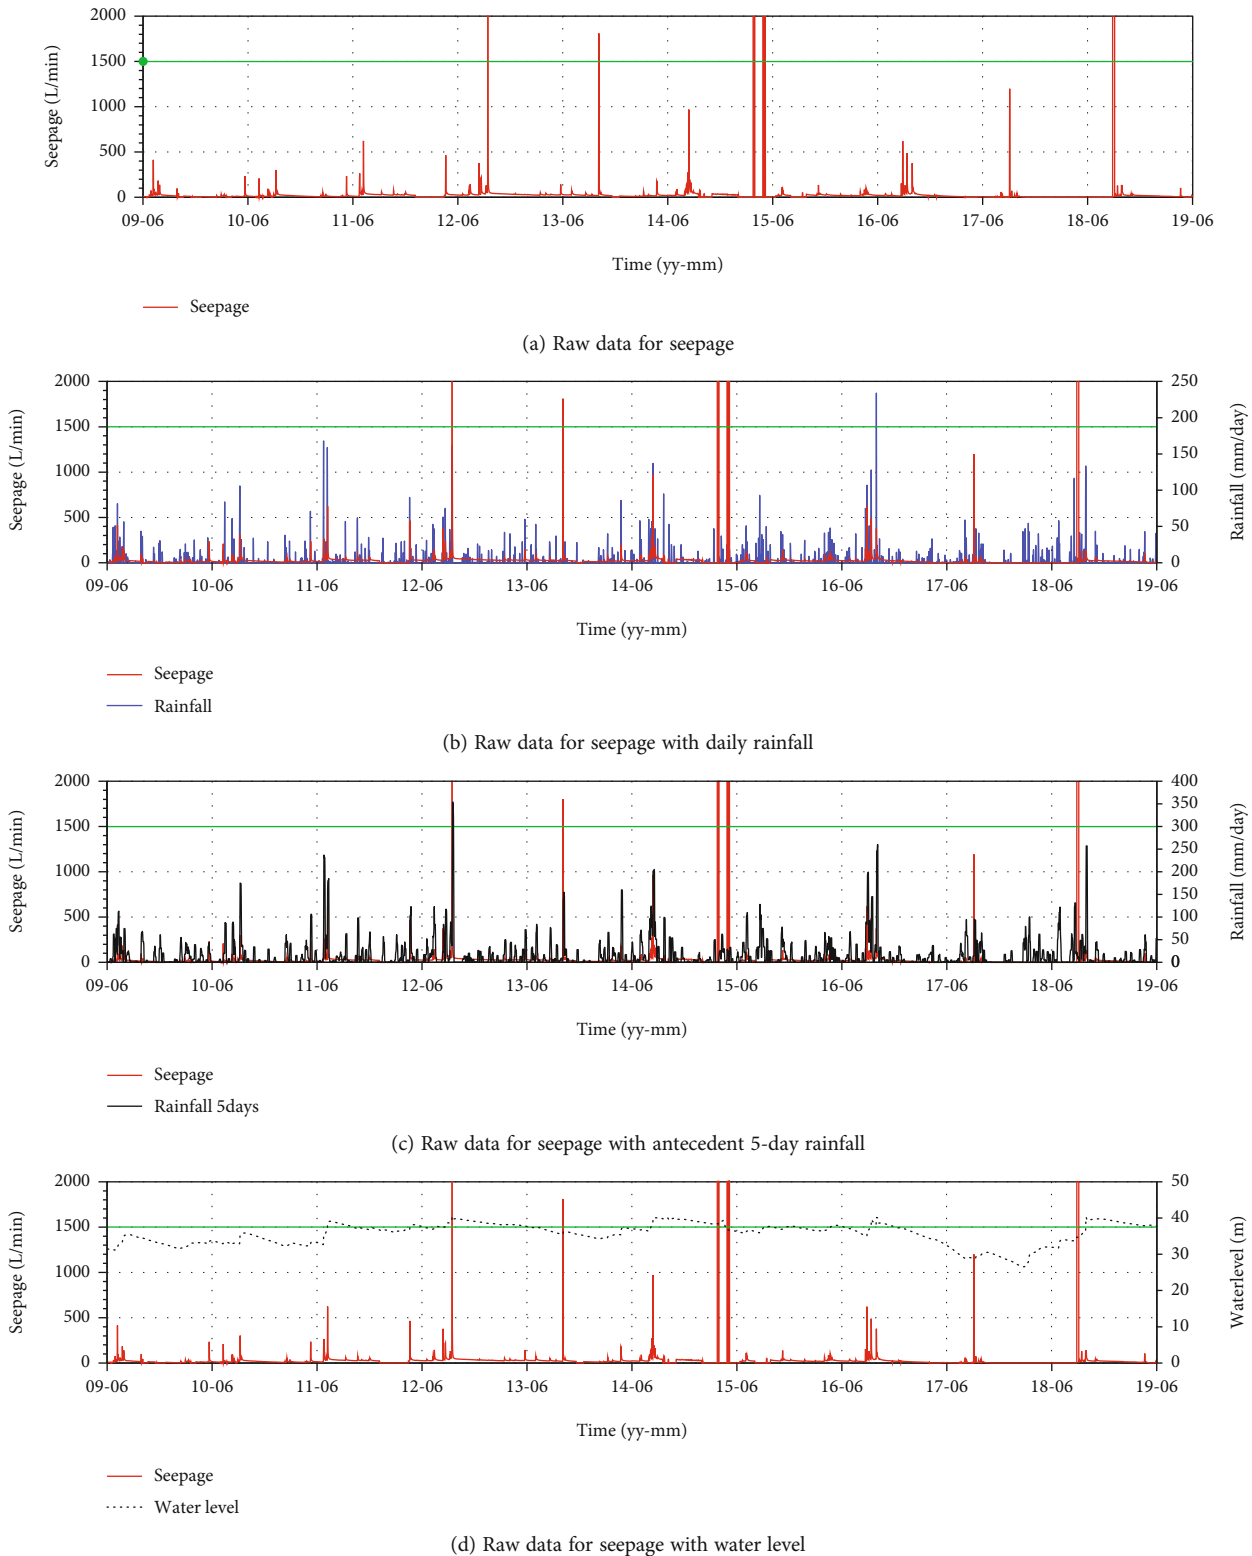 2000
1500
1000
500
0
Seepage (L/min)
09-06 10-06 11-06 12-06 13-06 14-06 15-06 16-06 17-06 18-06 19-06
Time (yy-mm)
Seepage
(a) Raw data for seepage
2000
1500
1000
500
0
Seepage (L/min)
250
200
150
100
50
0
Rainfall (mm/day)
09-06 10-06 11-06 12-06 13-06 14-06 15-06 16-06 17-06 18-06 19-06
Time (yy-mm)
Seepage
Rainfall
(b) Raw data for seepage with daily rainfall
2000
1500
1000
500
0
Seepage (L/min)
400
350
300
250
200
150
100
50
0
Rainfall (mm/day)
09-06 10-06 11-06 12-06 13-06 14-06 15-06 16-06 17-06 18-06 19-06
Time (yy-mm)
Seepage
Rainfall 5days
(c) Raw data for seepage with antecedent 5-day rainfall
2000
1500
1000
500
0
Seepage (L/min)
50
40
30
20
10
0
Waterlevel (m)
09-06 10-06 11-06 12-06 13-06 14-06 15-06 16-06 17-06 18-06 19-06
Time (yy-mm)
Seepage
Water level
(d) Raw data for seepage with water level